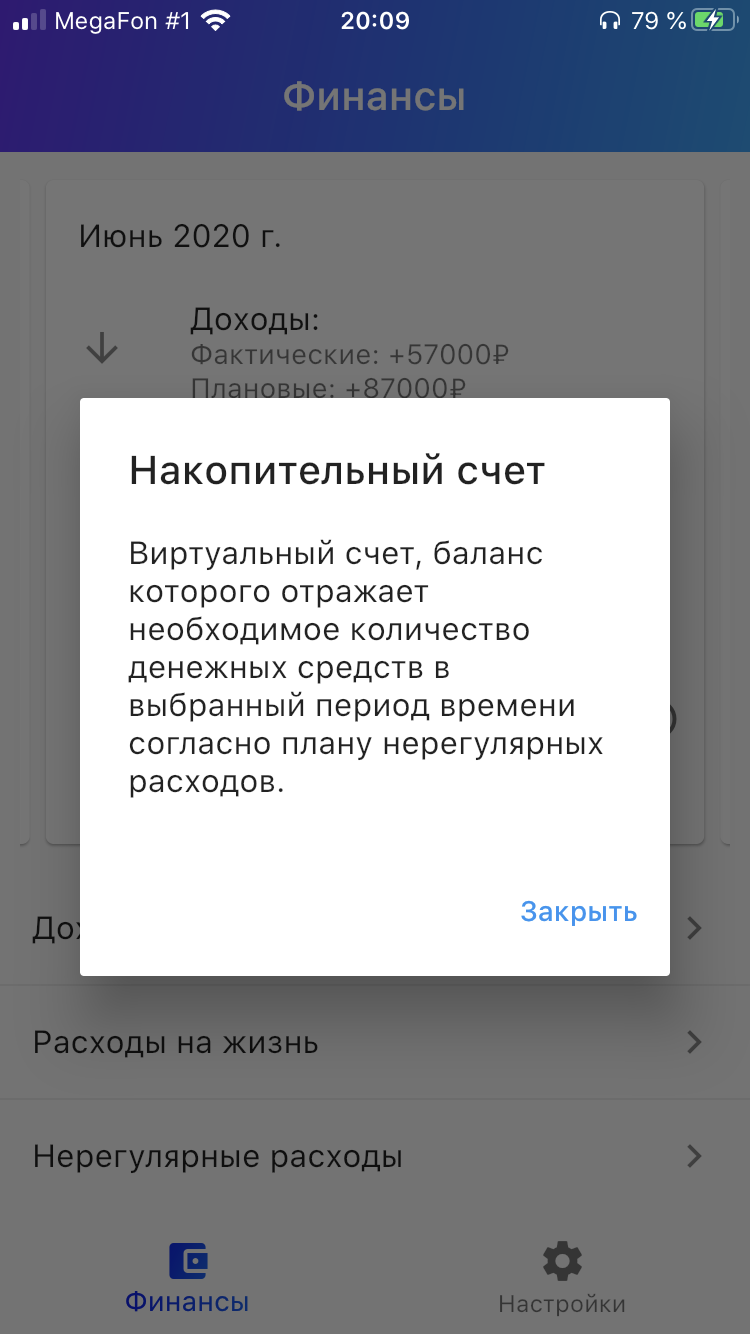 MegaFon #1 20:09 79 %
Финансы
Июнь 2020 г.
Доходы:
Фактические: +57000₽
Плановые: +87000₽
Накопительный счет
Виртуальный счет, баланс
которого отражает
необходимое количество
денежных средств в
выбранный период времени
согласно плану нерегулярных
расходов.
Закрыть
Расходы на жизнь
Нерегулярные расходы
Финансы
Настройки